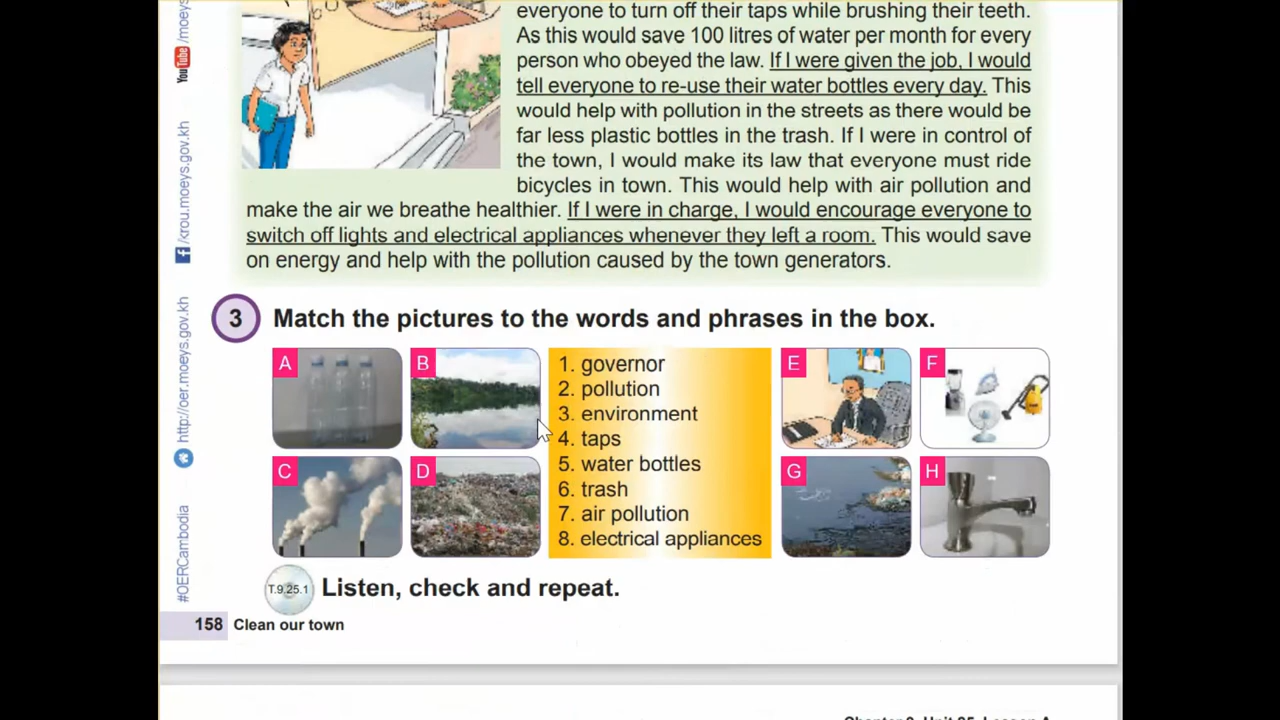 everyone to turn off their taps while brushing their teeth.
As this would save 100 litres of water per month for every
person who obeyed the law. If I were given the job, I would
tell everyone to re-use their water bottles every day. This
would help with pollution in the streets as there would be
far less plastic bottles in the trash. If I were in control of
the town, I would make its law that everyone must ride
bicycles in town. This would help with air pollution and
make the air we breathe healthier. If I were in charge, I would encourage everyone to
switch off lights and electrical appliances whenever they left a room. This would save
on energy and help with the pollution caused by the town generators.
3 Match the pictures to the words and phrases in the box.
A
B
C
D
1. governor
2. pollution
3. environment
4. taps
5. water bottles
6. trash
7. air pollution
8. electrical appliances
E
F
G
H
T.9.25.1 Listen, check and repeat.
158 Clean our town
YouTube /moeys
/krou.moeys.gov.kh
http://oer.moeys.gov.kh
#OERCambodia